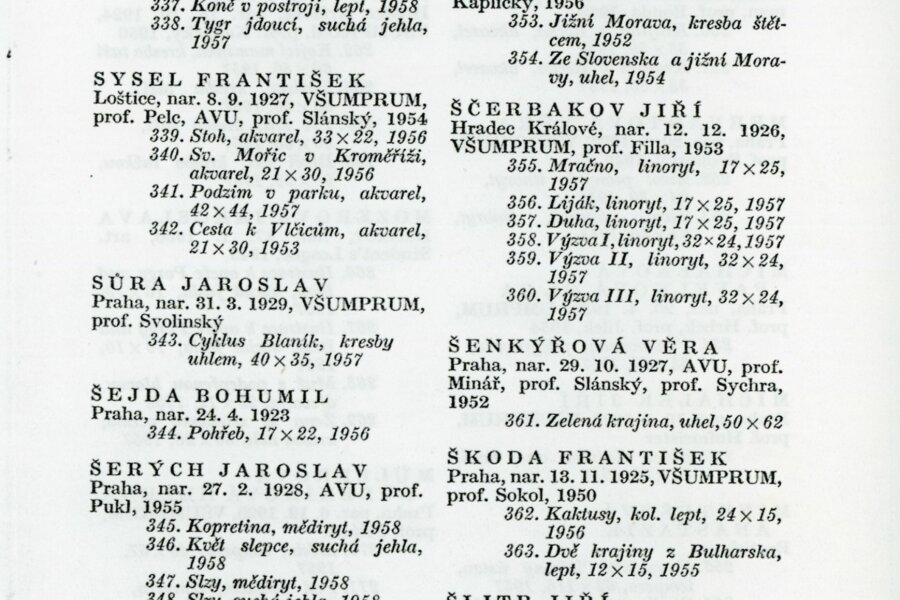 337. Koně v postroji, lept, 1958
338. Tygr jdoucí, suchá jehla,
1957
SYSEL FRANTIŠEK
Loštice, nar. 8. 9. 1927, VŠUMPRUM,
prof. Pelc, AVU, prof. Slánský, 1954
339. Stoh, akvarel, 33×22, 1956
340. Sv. Mořic v Kroměříži,
akvarel, 21×30, 1956
341. Podzim v parku, akvarel,
42×44, 1957
342. Cesta k Vlčicům, akvarel,
21×30, 1953
SŮRA JAROSLAV
Praha, nar. 31. 3. 1929, VŠUMPRUM,
prof. Svolinský
343. Cyklus Blaník, kresby
uhlem, 40×35, 1957
ŠEJDA BOHUMIL
Praha, nar. 24. 4. 1923
344. Pohřeb, 17×22, 1956
ŠERÝCH JAROSLAV
Praha, nar. 27. 2. 1928, AVU, prof.
Pukl, 1955
345. Kopretina, mědiryt, 1958
346. Květ slepce, suchá jehla,
1958
347. Slzy, mědiryt, 1958
348. Slzy, suchá jehla, 1958
Kaplický, 1956
353. Jižní Morava, kresba štět-
cem, 1952
354. Ze Slovenska a jižní Mora-
vy, uhel, 1954
ŠČERBAKOV JIŘÍ
Hradec Králové, nar. 12. 12. 1926,
VŠUMPRUM, prof. Filla, 1953
355. Mračno, linoryt, 17×25,
1957
356. Liják, linoryt, 17×25, 1957
357. Duha, linoryt, 17×25, 1957
358. Výzva I, linoryt, 32×24, 1957
359. Výzva II, linoryt, 32×24,
1957
360. Výzva III, linoryt, 32×24,
1957
ŠENKÝŘOVÁ VĚRA
Praha, nar. 29. 10. 1927, AVU, prof.
Minář, prof. Slánský, prof. Sychra,
1952
361. Zelená krajina, uhel, 50×62
ŠKODA FRANTIŠEK
Praha, nar. 13. 11. 1925, VŠUMPRUM,
prof. Sokol, 1950
362. Kaktusy, kol. lept, 24×15,
1956
363. Dvě krajiny z Bulharska,
lept, 12×15, 1955
ŠLITR JIŘÍ